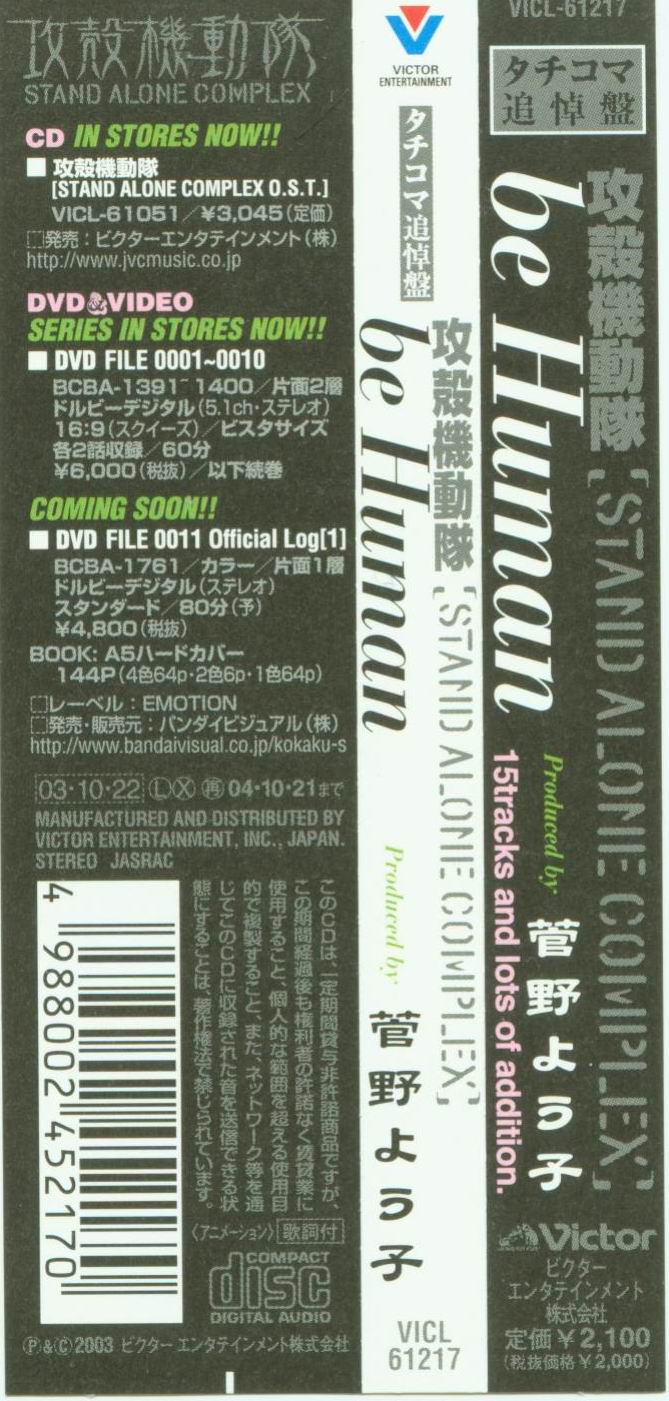 攻殻機動隊
STAND ALONE COMPLEX
CD IN STORES NOW!!
■ 攻殻機動隊
[STAND ALONE COMPLEX O.S.T.]
VICL-61051／¥3,045(定価)
発売：ビクターエンタテインメント(株)
http://www.jvcmusic.co.jp
DVD&VIDEO
SERIES IN STORES NOW!!
■ DVD FILE 0001~0010
BCBA-1391~1400／片面2層
ドルビーデジタル(5.1ch・ステレオ)
16:9(スクイーズ)／ビスタサイズ
各2話収録／60分
¥6,000(税抜)／以下続巻
COMING SOON!!
■ DVD FILE 0011 Official Log[1]
BCBA-1761／カラー／片面1層
ドルビーデジタル(ステレオ)
スタンダード／80分(予)
¥4,800(税抜)
BOOK: A5ハードカバー
144P(4色64p・2色6p・1色64p)
レーベル：EMOTION
発売・販売元：バンダイビジュアル(株)
http://www.bandaivisual.co.jp/kokaku-s
03・10・22 Ⓛ Ⓧ ㊢ 04・10・21まで
MANUFACTURED AND DISTRIBUTED BY
VICTOR ENTERTAINMENT, INC., JAPAN.
STEREO JASRAC
4 988002 452170
このCDは、一定期間貸与非許諾商品ですが、
この期間経過後も権利者の許諾なく賃貸業に
使用すること、個人的な範囲を超える使用目
的で複製すること、また、ネットワーク等を通
じてこのCDに収録された音を送信できる状
態にすることは、著作権法で禁じられています。
〈アニメーション〉 歌詞付
COMPACT
disc
DIGITAL AUDIO
Ⓟ&Ⓒ2003 ビクターエンタテインメント株式会社
VICTOR
ENTERTAINMENT
タチコマ追悼盤
攻殻機動隊 [STAND ALONE COMPLEX]
be Human
Produced by 菅野よう子
VICL
61217
VICL-61217
タチコマ
追悼盤
攻殻機動隊 [STAND ALONE COMPLEX]
be Human
Produced by 菅野よう子
15tracks and lots of addition.
Victor
ビクター
エンタテインメント
株式会社
定価¥2,100
(税抜価格¥2,000)